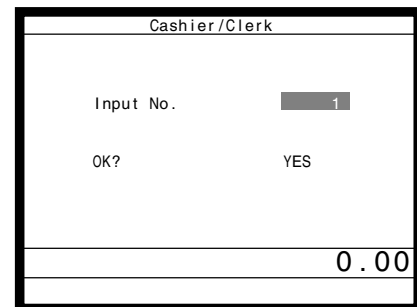 Cashier/Clerk
Input No. 1
OK? YES
0.00